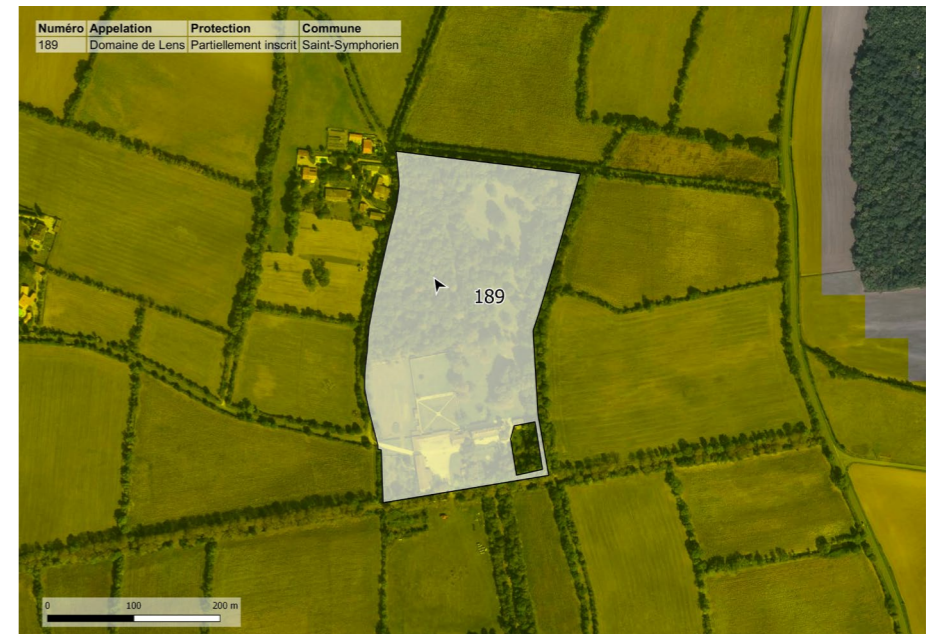 Numéro Appelation Protection Commune
189 Domaine de Lens Partiellement inscrit Saint-Symphorien
189
0 100 200 m